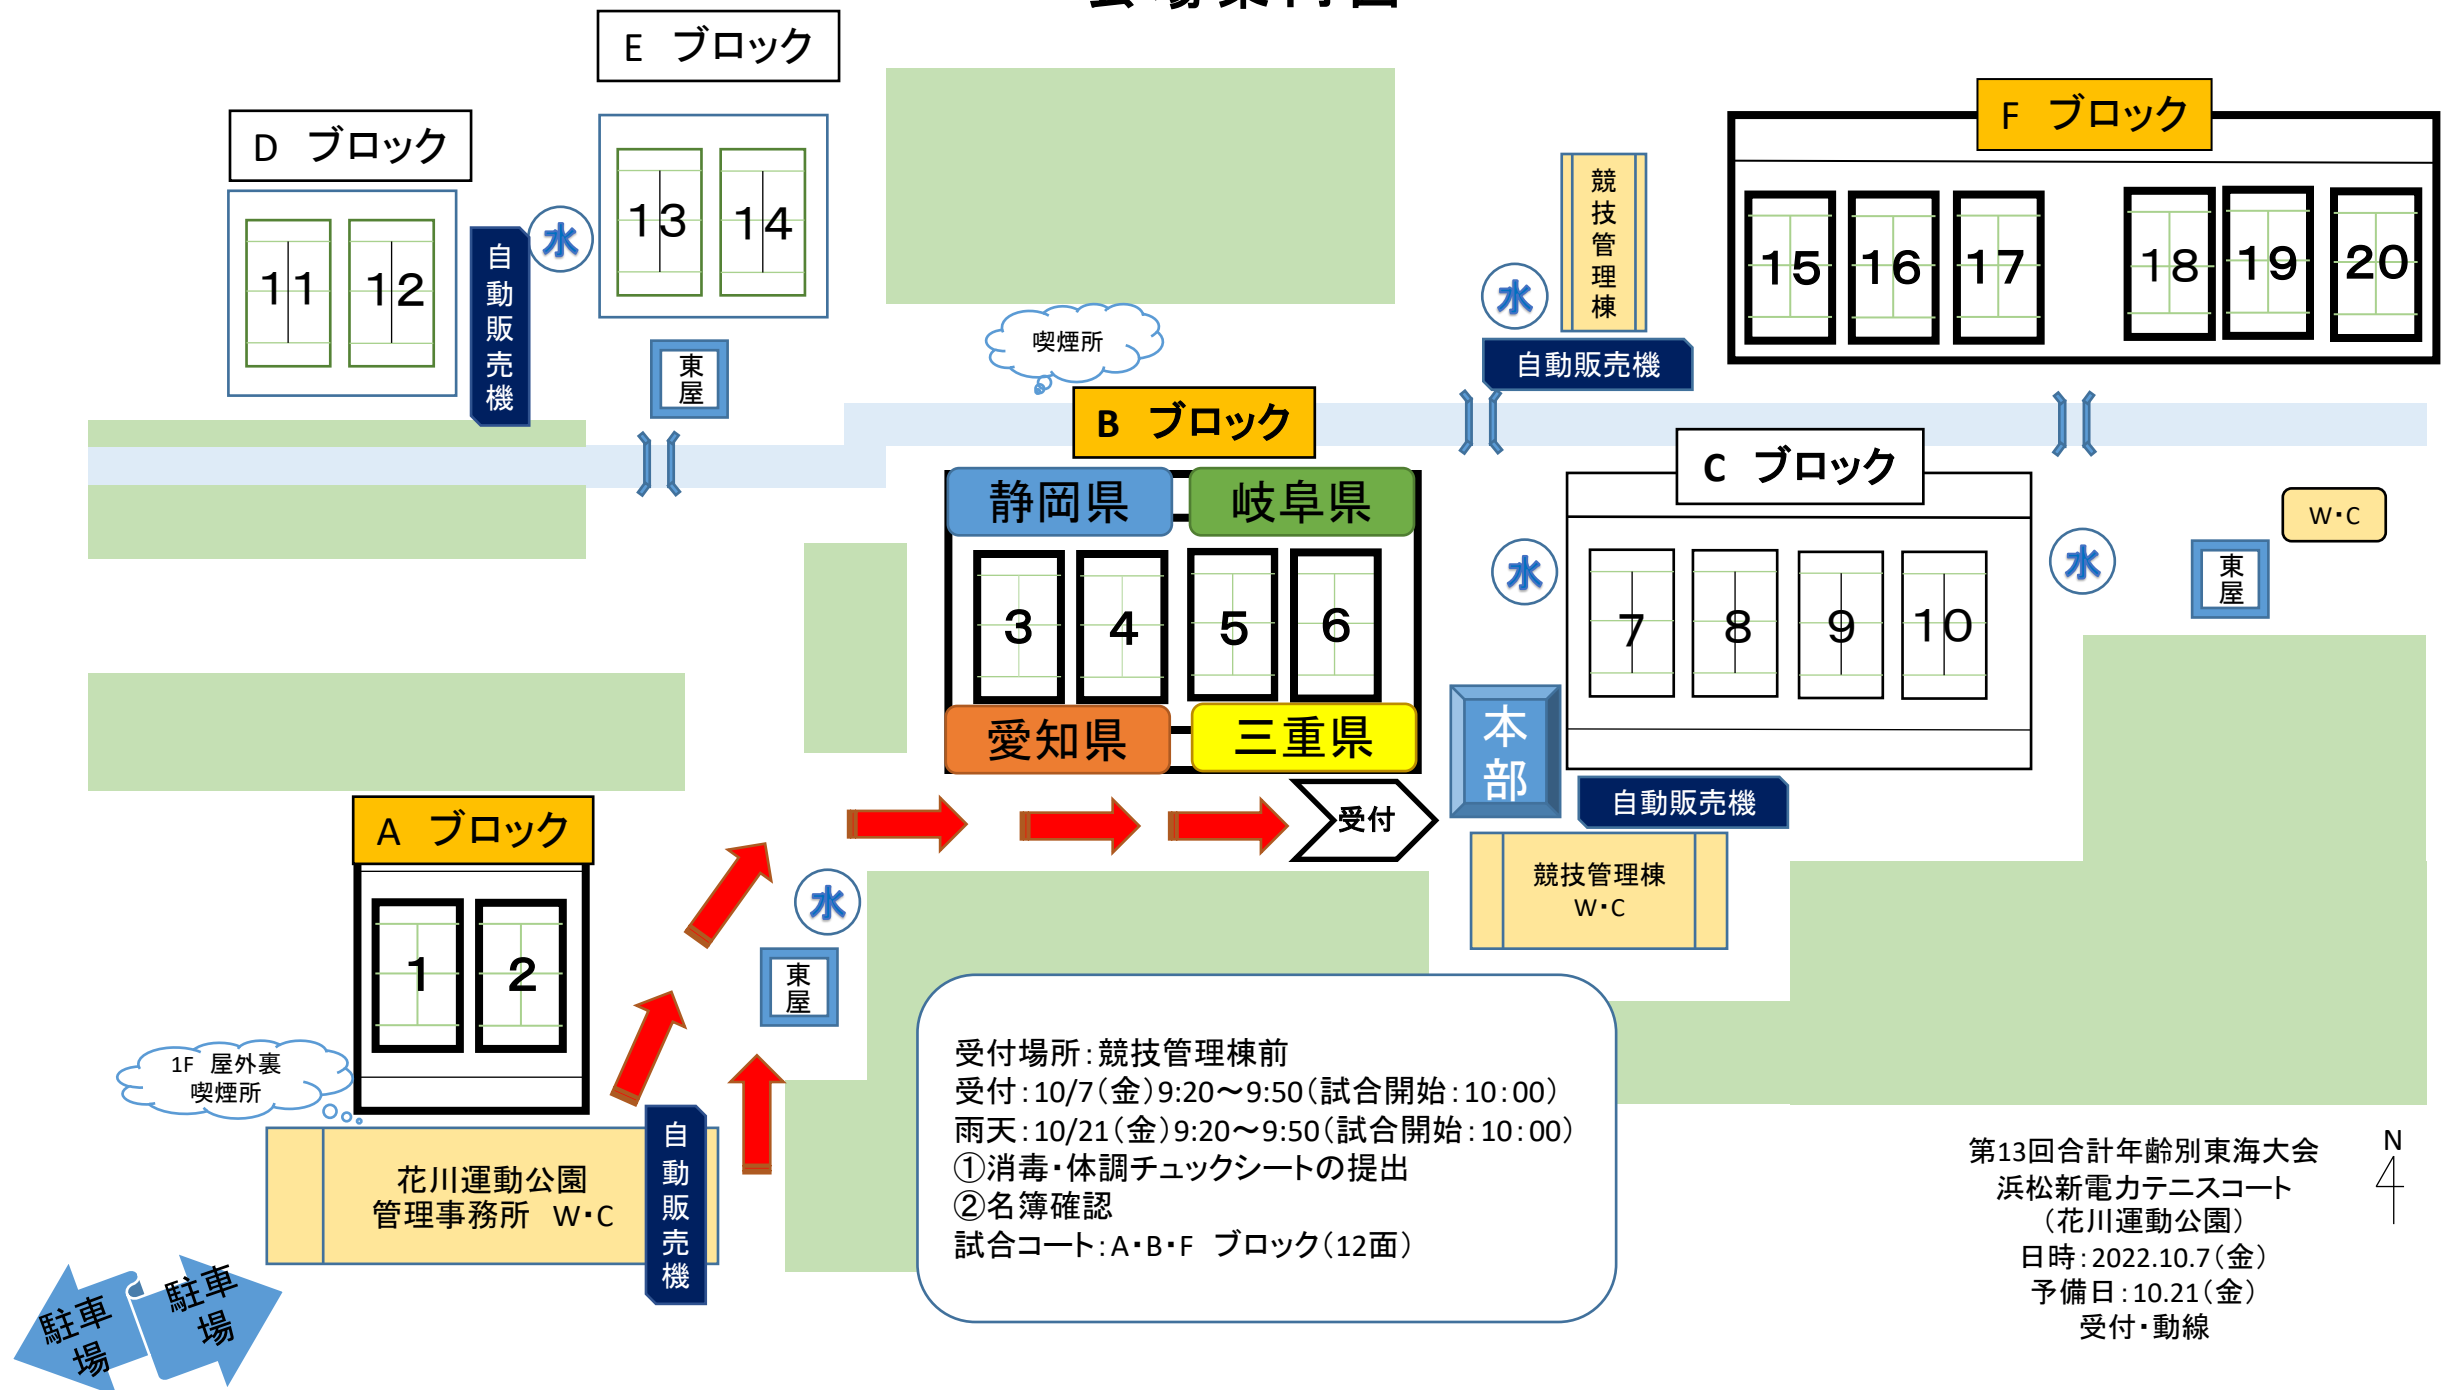 E ブロック
D ブロック
F ブロック
13
14
11
12
自動販売機
水
競技管理棟
水
15
16
17
18
19
20
喫煙所
東屋
自動販売機
B ブロック
C ブロック
静岡県
岐阜県
W・C
水
水
東屋
3
4
5
6
7
8
9
10
愛知県
三重県
本部
自動販売機
A ブロック
受付
競技管理棟
W・C
水
1
2
東屋
1F 屋外裏
喫煙所
花川運動公園
管理事務所 W・C
自動販売機
駐車場
駐車場
受付場所：競技管理棟前
受付：10/7（金）9:20～9:50（試合開始：10：00）
雨天：10/21（金）9:20～9:50（試合開始：10：00）
①消毒・体調チェックシートの提出
②名簿確認
試合コート：A・B・F ブロック（12面）
第13回合計年齢別東海大会
浜松新電力テニスコート
（花川運動公園）
日時：2022.10.7（金）
予備日：10.21（金）
受付・動線
N